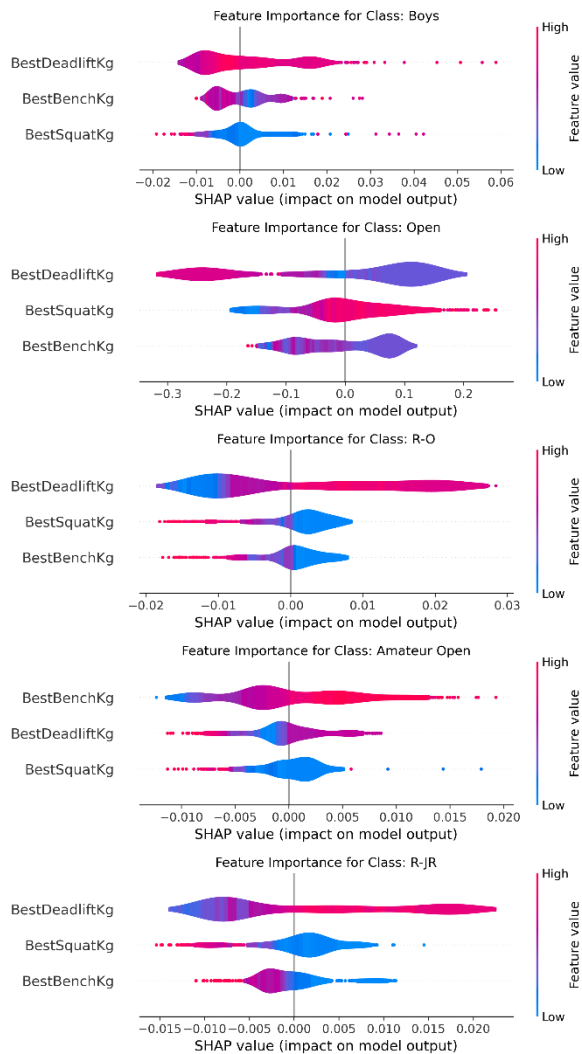 Feature Importance for Class: Boys
High
BestDeadliftKg
BestBenchKg
BestSquatKg
Feature value
Low
−0.02 −0.01 0.00 0.01 0.02 0.03 0.04 0.05 0.06
SHAP value (impact on model output)
Feature Importance for Class: Open
High
BestDeadliftKg
BestSquatKg
BestBenchKg
Feature value
Low
−0.3 −0.2 −0.1 0.0 0.1 0.2
SHAP value (impact on model output)
Feature Importance for Class: R-O
High
BestDeadliftKg
BestSquatKg
BestBenchKg
Feature value
Low
−0.02 −0.01 0.00 0.01 0.02 0.03
SHAP value (impact on model output)
Feature Importance for Class: Amateur Open
High
BestBenchKg
BestDeadliftKg
BestSquatKg
Feature value
Low
−0.010 −0.005 0.000 0.005 0.010 0.015 0.020
SHAP value (impact on model output)
Feature Importance for Class: R-JR
High
BestDeadliftKg
BestSquatKg
BestBenchKg
Feature value
Low
−0.015 −0.010 −0.005 0.000 0.005 0.010 0.015 0.020
SHAP value (impact on model output)